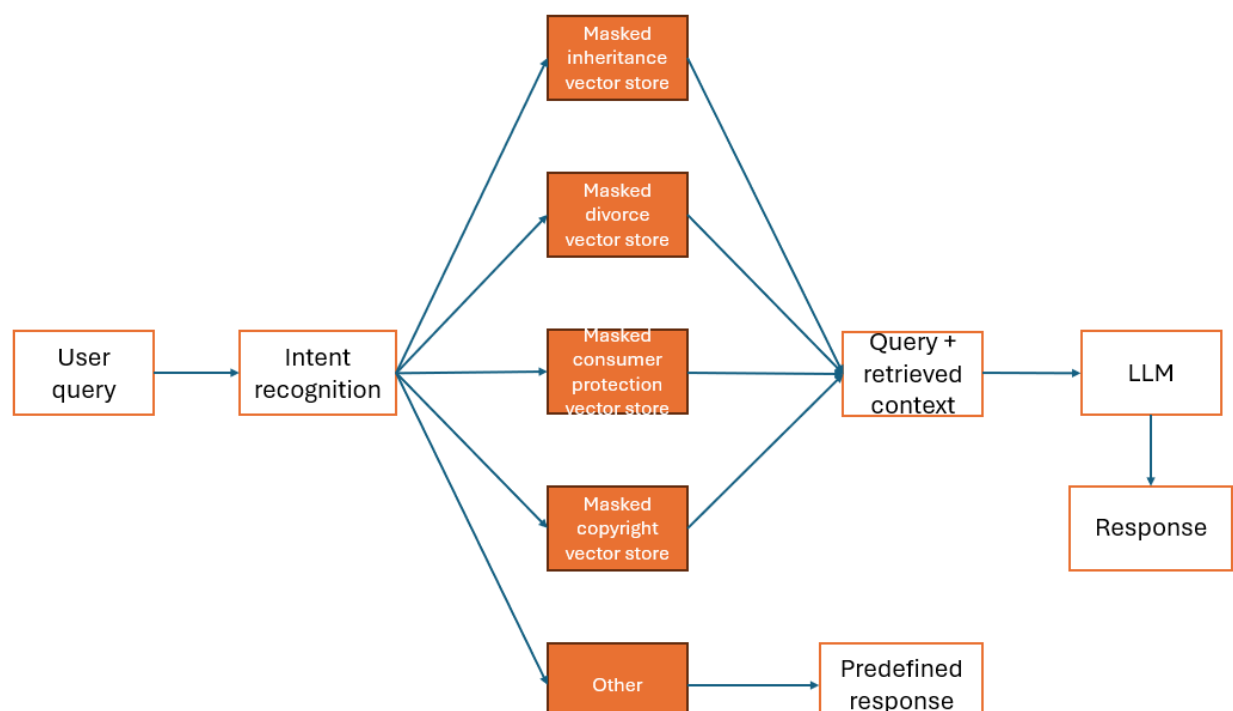 Masked
inheritance
vector store
Masked
divorce
vector store
User
query
Intent
recognition
Masked
consumer
protection
vector store
Query +
retrieved
context
LLM
Masked
copyright
vector store
Response
Other
Predefined
response